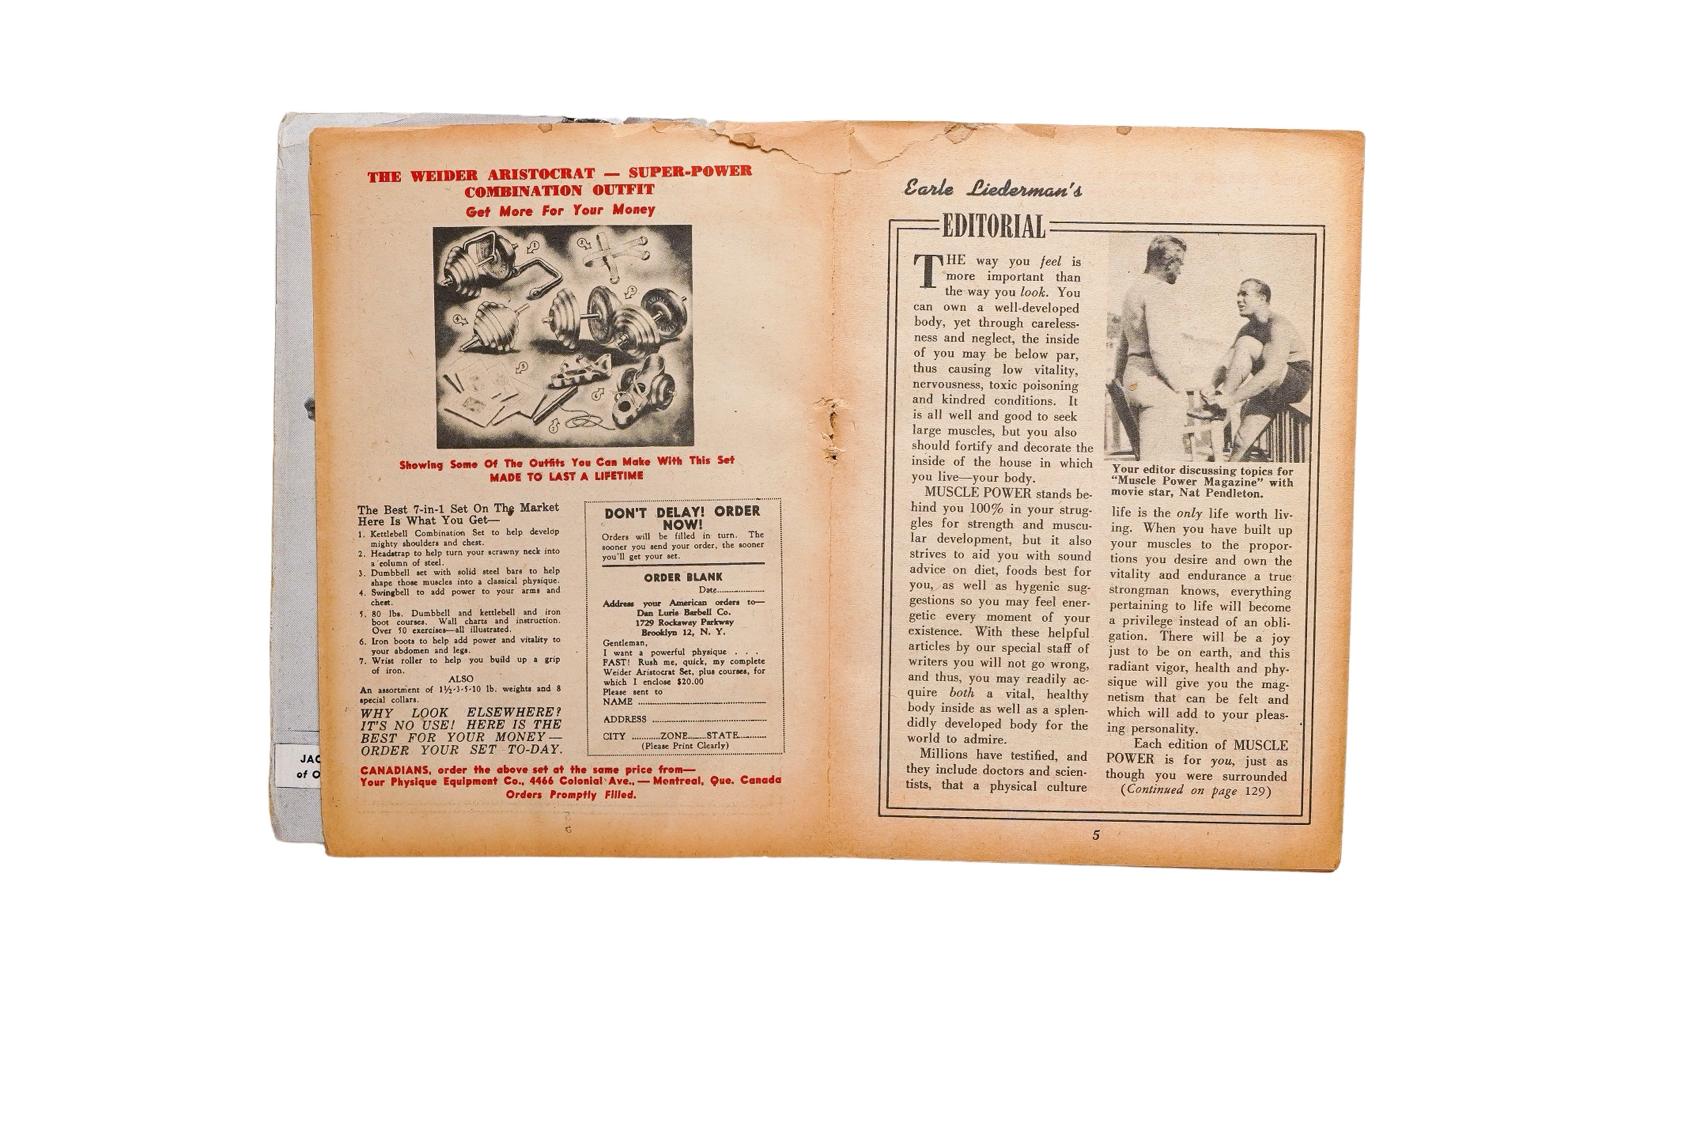 THE WEIDER ARISTOCRAT — SUPER-POWER
COMBINATION OUTFIT
Get More For Your Money
Showing Some Of The Outfits You Can Make With This Set
MADE TO LAST A LIFETIME
The Best 7-in-1 Set On The Market
Here Is What You Get—
1. Kettlebell Combination Set to help develop
mighty shoulders and chest.
2. Headstrap to help turn your scrawny neck into
a column of steel.
3. Dumbbell set with solid steel bars to help
shape those muscles into a classical physique.
4. Swingbell to add power to your arms and
chest.
5. 80 lbs. Dumbbell and kettlebell and iron
boot courses. Wall charts and instruction.
Over 50 exercises—all illustrated.
6. Iron boots to help add power and vitality to
your abdomen and legs.
7. Wrist roller to help you build up a grip
of iron.
ALSO
An assortment of 1½-3-5-10 lb. weights and 8
special collars.
WHY LOOK ELSEWHERE?
IT'S NO USE! HERE IS THE
BEST FOR YOUR MONEY—
ORDER YOUR SET TO-DAY.
DON'T DELAY! ORDER
NOW!
Orders will be filled in turn. The
sooner you send your order, the sooner
you'll get your set.
ORDER BLANK
Date
Address your American orders to—
Dan Lurie Barbell Co.
1729 Rockaway Parkway
Brooklyn 12, N. Y.
Gentleman,
I want a powerful physique . . .
FAST! Rush me, quick, my complete
Weider Aristocrat Set, plus courses, for
which I enclose $20.00
Please sent to
NAME
ADDRESS
CITY ..........ZONE......STATE
(Please Print Clearly)
CANADIANS, order the above set at the same price from—
Your Physique Equipment Co., 4466 Colonial Ave., — Montreal, Que. Canada
Orders Promptly Filled.
JAC
of O
Earle Liederman's
EDITORIAL
THE way you feel is
more important than
the way you look. You
can own a well-developed
body, yet through careless-
ness and neglect, the inside
of you may be below par,
thus causing low vitality,
nervousness, toxic poisoning
and kindred conditions. It
is all well and good to seek
large muscles, but you also
should fortify and decorate the
inside of the house in which
you live—your body.
MUSCLE POWER stands be-
hind you 100% in your strug-
gles for strength and muscu-
lar development, but it also
strives to aid you with sound
advice on diet, foods best for
you, as well as hygenic sug-
gestions so you may feel ener-
getic every moment of your
existence. With these helpful
articles by our special staff of
writers you will not go wrong,
and thus, you may readily ac-
quire both a vital, healthy
body inside as well as a splen-
didly developed body for the
world to admire.
Millions have testified, and
they include doctors and scien-
tists, that a physical culture
Your editor discussing topics for
"Muscle Power Magazine" with
movie star, Nat Pendleton.
life is the only life worth liv-
ing. When you have built up
your muscles to the propor-
tions you desire and own the
vitality and endurance a true
strongman knows, everything
pertaining to life will become
a privilege instead of an obli-
gation. There will be a joy
just to be on earth, and this
radiant vigor, health and phy-
sique will give you the mag-
netism that can be felt and
which will add to your pleas-
ing personality.
Each edition of MUSCLE
POWER is for you, just as
though you were surrounded
(Continued on page 129)
5